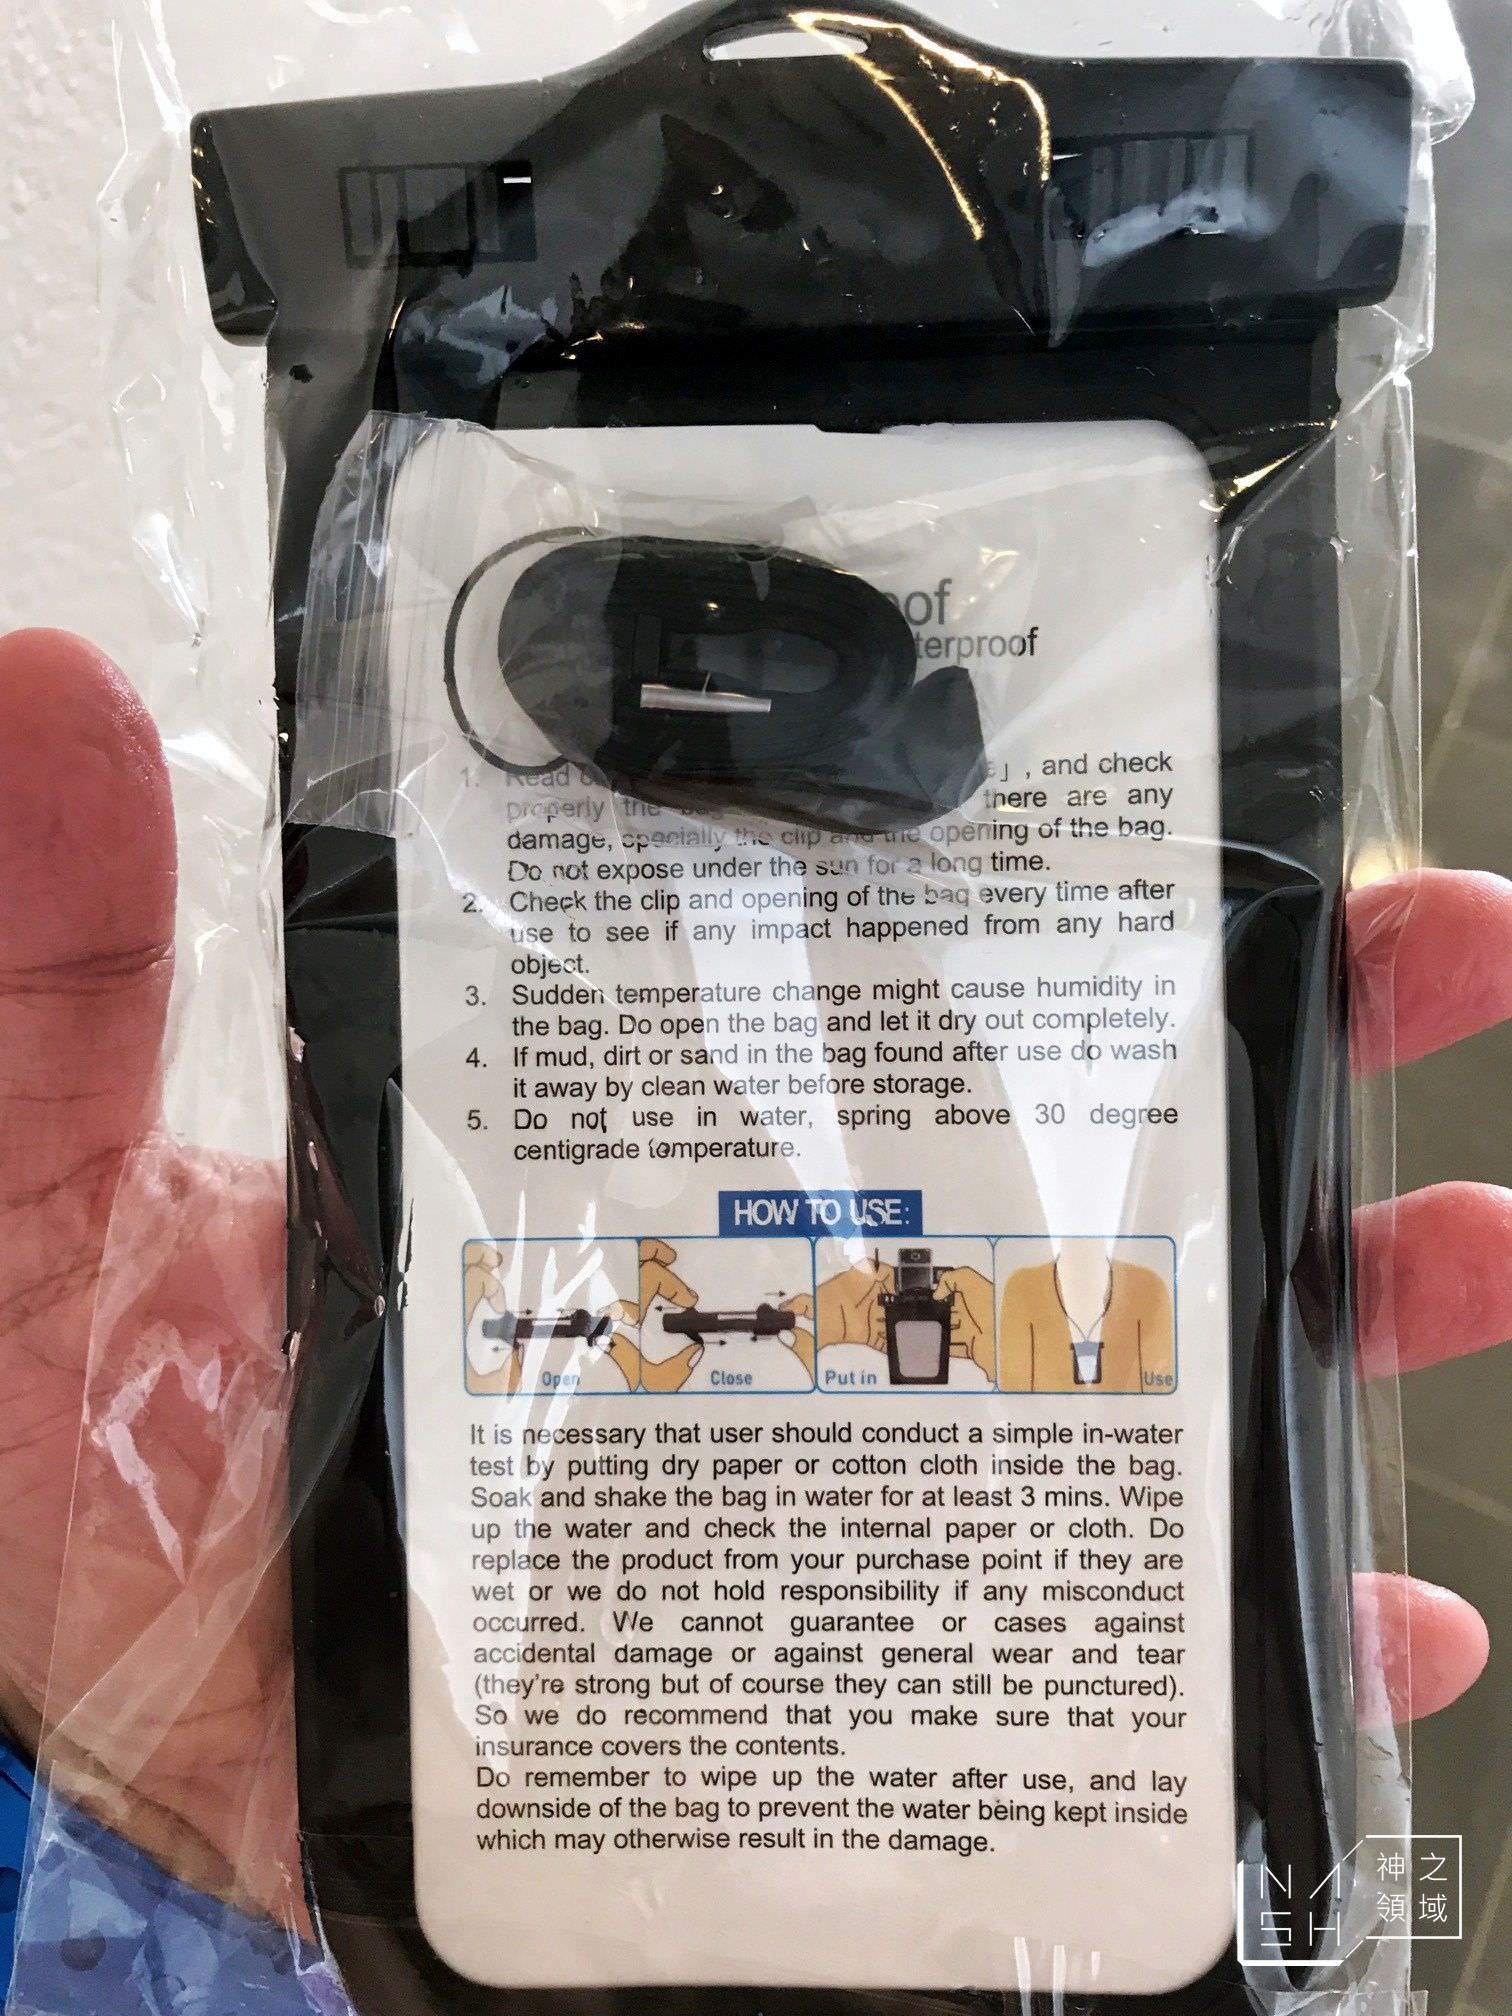 terproof
1. Read , and check
properly the bag there are any
damage, specially the clip and the opening of the bag.
Do not expose under the sun for a long time.
2. Check the clip and opening of the bag every time after
use to see if any impact happened from any hard
object.
3. Sudden temperature change might cause humidity in
the bag. Do open the bag and let it dry out completely.
4. If mud, dirt or sand in the bag found after use do wash
it away by clean water before storage.
5. Do not use in water, spring above 30 degree
centigrade temperature.
HOW TO USE:
Open Close Put in Use
It is necessary that user should conduct a simple in-water
test by putting dry paper or cotton cloth inside the bag.
Soak and shake the bag in water for at least 3 mins. Wipe
up the water and check the internal paper or cloth. Do
replace the product from your purchase point if they are
wet or we do not hold responsibility if any misconduct
occurred. We cannot guarantee or cases against
accidental damage or against general wear and tear
(they're strong but of course they can still be punctured).
So we do recommend that you make sure that your
insurance covers the contents.
Do remember to wipe up the water after use, and lay
downside of the bag to prevent the water being kept inside
which may otherwise result in the damage.
NASH
神之領域